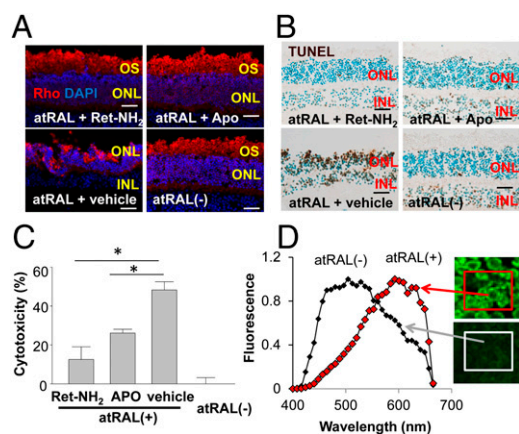 A
OS
ONL
Rho DAPI
atRAL + Ret-NH2
OS
ONL
atRAL + Apo
ONL
INL
atRAL + vehicle
OS
ONL
atRAL(-)
B
TUNEL
ONL
INL
atRAL + Ret-NH2
ONL
INL
atRAL + Apo
ONL
INL
atRAL + vehicle
ONL
INL
atRAL(-)
C
Cytotoxicity (%)
60
40
20
0
*
*
Ret-NH2 APO vehicle
atRAL(+)
atRAL(-)
D
atRAL(-) atRAL(+)
Fluorescence
1.2
0.8
0.4
0
400 500 600 700
Wavelength (nm)